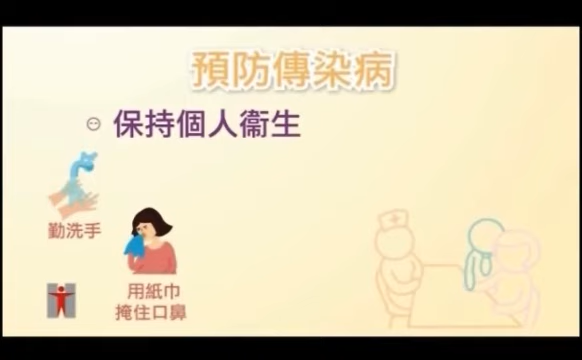 預防傳染病
保持個人衞生
勤洗手
用紙巾
掩住口鼻